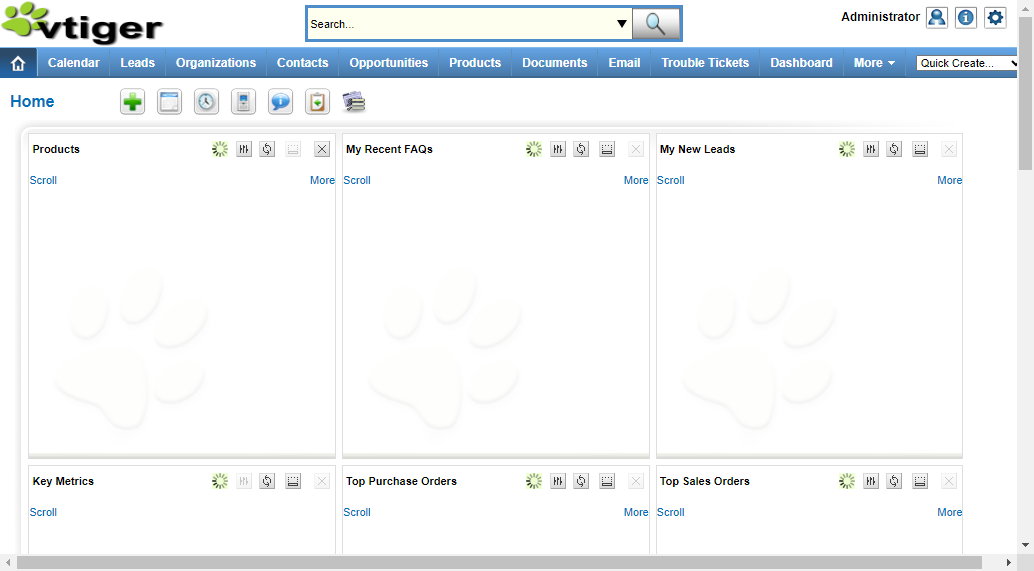 vtiger
Search...
Administrator
Calendar Leads Organizations Contacts Opportunities Products Documents Email Trouble Tickets Dashboard More Quick Create...
Home
Products My Recent FAQs My New Leads
Scroll More Scroll More Scroll More
Key Metrics Top Purchase Orders Top Sales Orders
Scroll Scroll More Scroll More